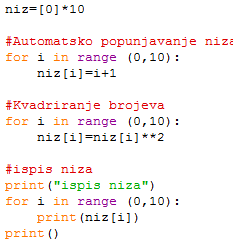 niz=[0]*10
#Automatsko popunjavanje niza
for i in range (0,10):
    niz[i]=i+1
#Kvadriranje brojeva
for i in range (0,10):
    niz[i]=niz[i]**2
#ispis niza
print("ispis niza")
for i in range (0,10):
    print(niz[i])
print()